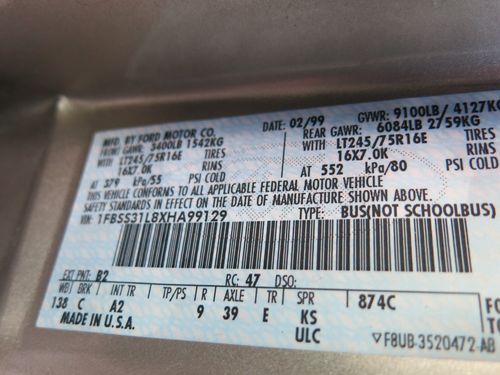 MFD. BY FORD MOTOR CO.
DATE: 02/99 GVWR: 9100LB/ 4127KG
FRONT GAWR: 3400LB 1542KG REAR GAWR: 6084LB 2759KG
WITH LT245/75R16E TIRES WITH LT245/75R16E TIRES
16X7.0K RINS 16X7.0K RIMS
AT 379 kPa/55 PSI COLD AT 552 kPa/80 PSI COLD
THIS VEHICLE CONFORMS TO ALL APPLICABLE FEDERAL MOTOR VEHICLE
SAFETY STANDARDS IN EFFECT ON THE DATE OF MANUFACTURE SHOWN ABOVE.
VIN: 1FBSS31L8XHA99129 TYPE: BUS(NOT SCHOOLBUS)
EXT PNT: B2 RC: 47 DSO:
WB BRK INT TR TP/PS R AXLE TR SPR 874C
138 C A2 9 39 E KS
MADE IN U.S.A. ULC
▽F8UB-3520472-AB